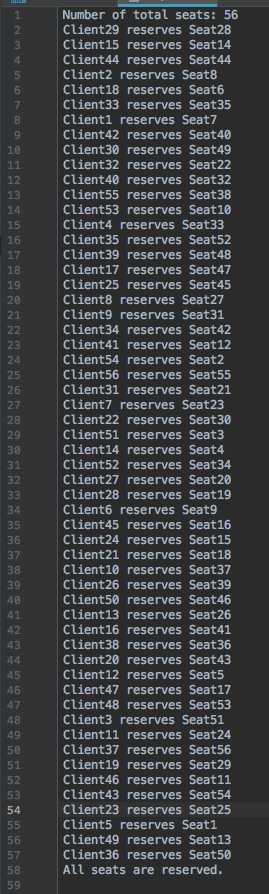 1 Number of total seats: 56
2 Client29 reserves Seat28
3 Client15 reserves Seat14
4 Client44 reserves Seat44
5 Client2 reserves Seat8
6 Client18 reserves Seat6
7 Client33 reserves Seat35
8 Client1 reserves Seat7
9 Client42 reserves Seat40
10 Client30 reserves Seat49
11 Client32 reserves Seat22
12 Client40 reserves Seat32
13 Client55 reserves Seat38
14 Client53 reserves Seat10
15 Client4 reserves Seat33
16 Client35 reserves Seat52
17 Client39 reserves Seat48
18 Client17 reserves Seat47
19 Client25 reserves Seat45
20 Client8 reserves Seat27
21 Client9 reserves Seat31
22 Client34 reserves Seat42
23 Client41 reserves Seat12
24 Client54 reserves Seat2
25 Client56 reserves Seat55
26 Client31 reserves Seat21
27 Client7 reserves Seat23
28 Client22 reserves Seat30
29 Client51 reserves Seat3
30 Client14 reserves Seat4
31 Client52 reserves Seat34
32 Client27 reserves Seat20
33 Client28 reserves Seat19
34 Client6 reserves Seat9
35 Client45 reserves Seat16
36 Client24 reserves Seat15
37 Client21 reserves Seat18
38 Client10 reserves Seat37
39 Client26 reserves Seat39
40 Client50 reserves Seat46
41 Client13 reserves Seat26
42 Client16 reserves Seat41
43 Client38 reserves Seat36
44 Client20 reserves Seat43
45 Client12 reserves Seat5
46 Client47 reserves Seat17
47 Client48 reserves Seat53
48 Client3 reserves Seat51
49 Client11 reserves Seat24
50 Client37 reserves Seat56
51 Client19 reserves Seat29
52 Client46 reserves Seat11
53 Client43 reserves Seat54
54 Client23 reserves Seat25
55 Client5 reserves Seat1
56 Client49 reserves Seat13
57 Client36 reserves Seat50
58 All seats are reserved.
59